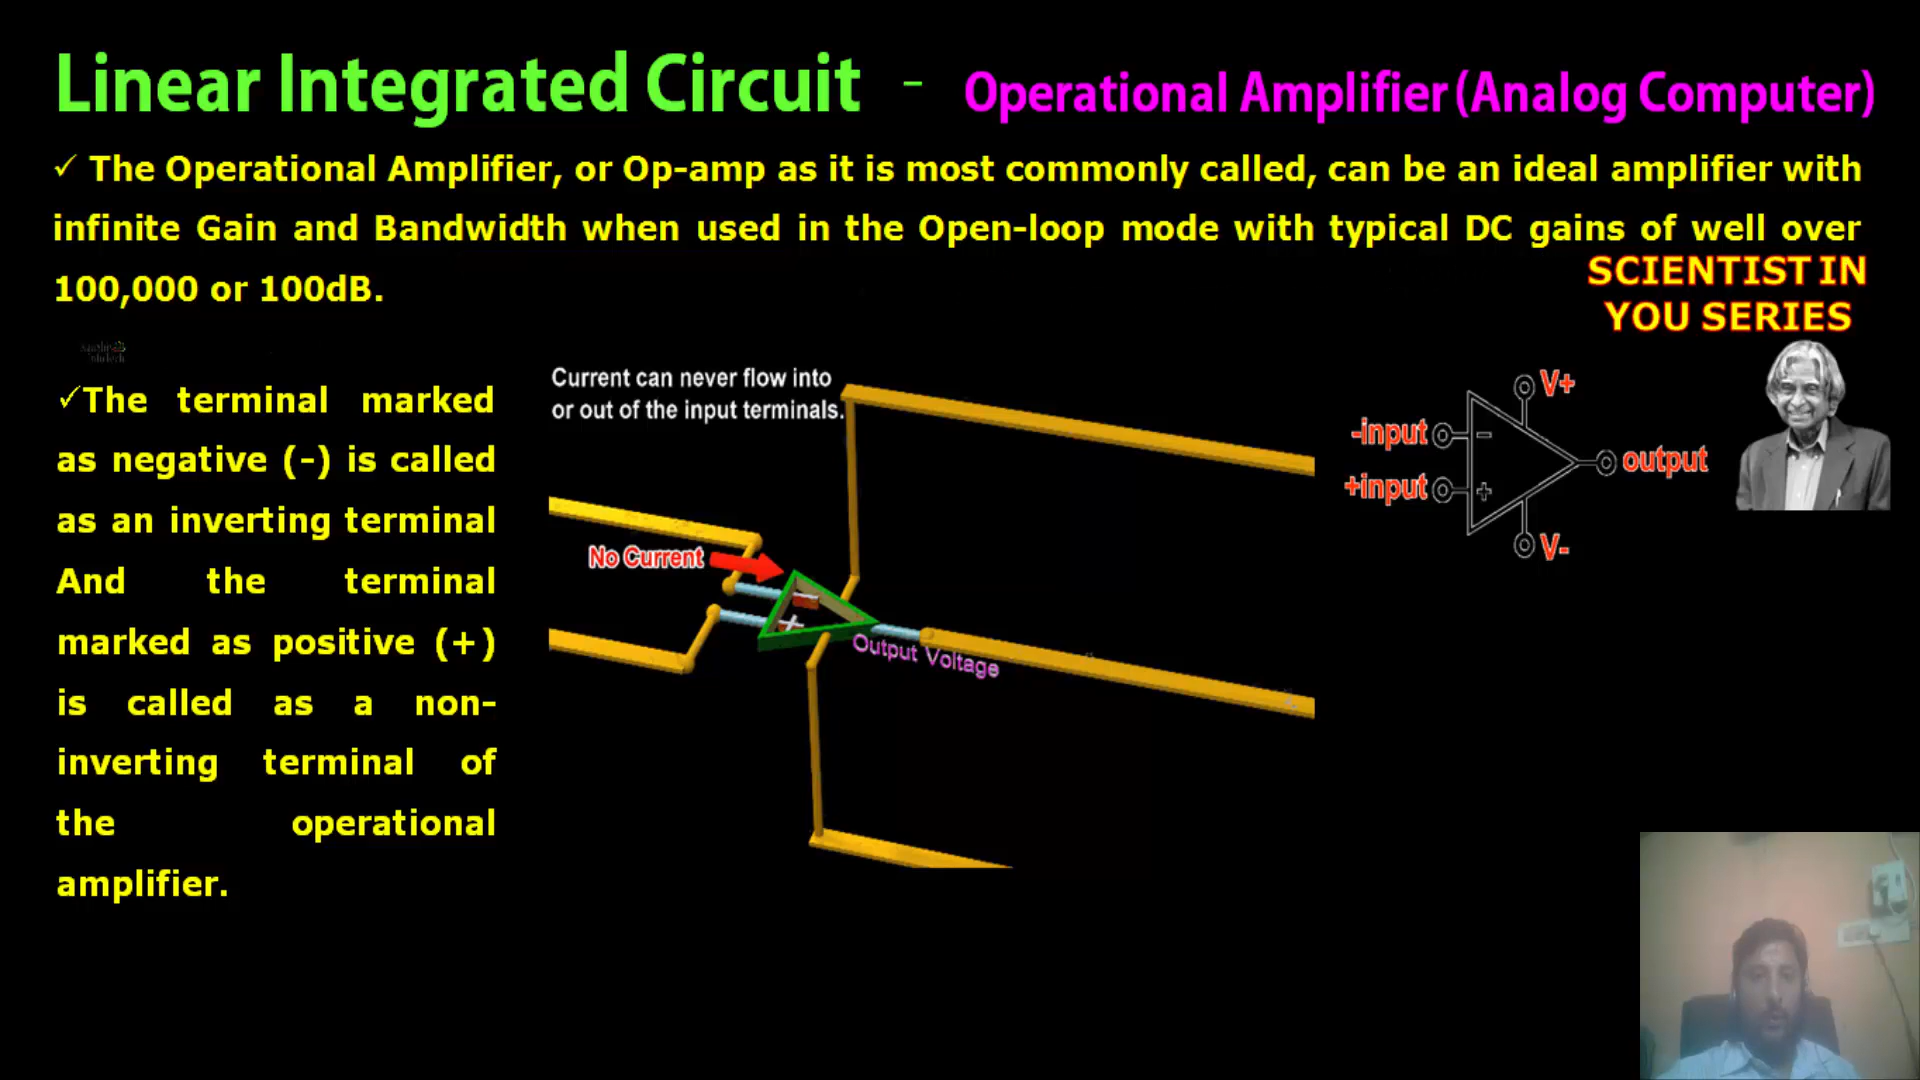 Linear Integrated Circuit - Operational Amplifier (Analog Computer)
✓ The Operational Amplifier, or Op-amp as it is most commonly called, can be an ideal amplifier with
infinite Gain and Bandwidth when used in the Open-loop mode with typical DC gains of well over
100,000 or 100dB.
SCIENTIST IN
YOU SERIES
✓The terminal marked
as negative (-) is called
as an inverting terminal
And the terminal
marked as positive (+)
is called as a non-
inverting terminal of
the operational
amplifier.
Current can never flow into
or out of the input terminals.
No Current
Output Voltage
V+
-input
+input
output
V-